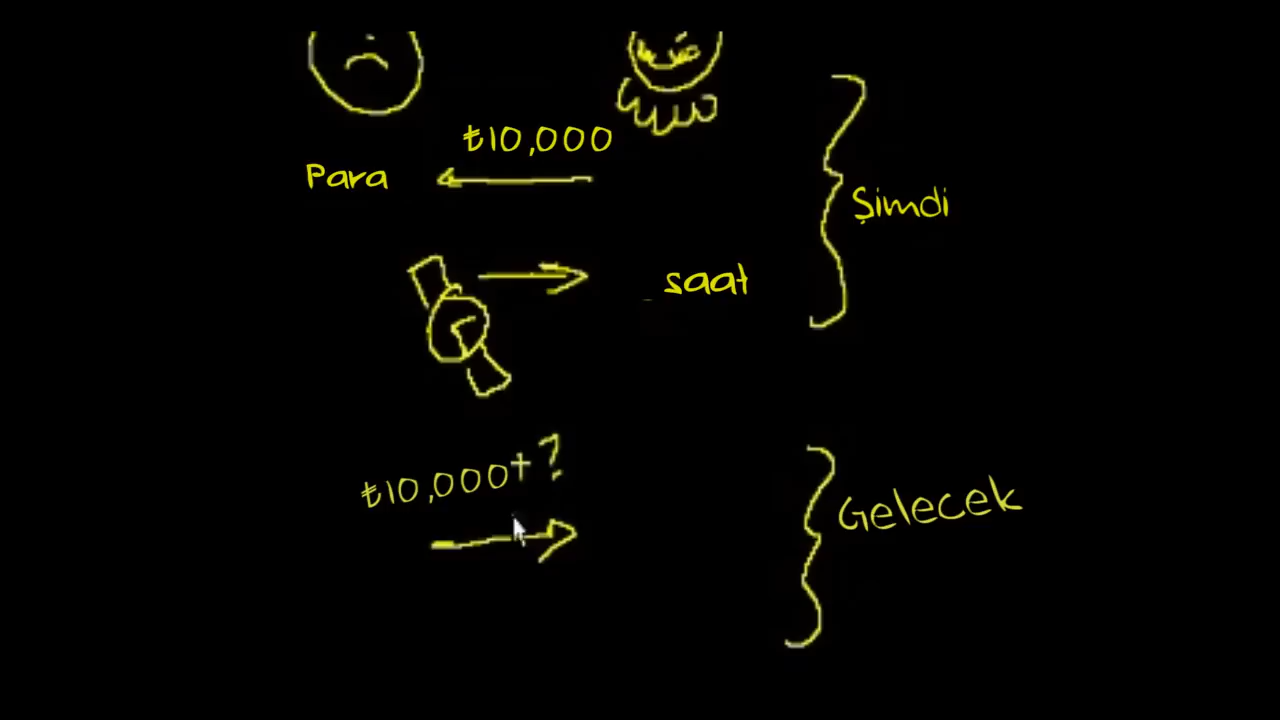 ₺10,000
Para
Şimdi
saat
₺10,000+?
Gelecek